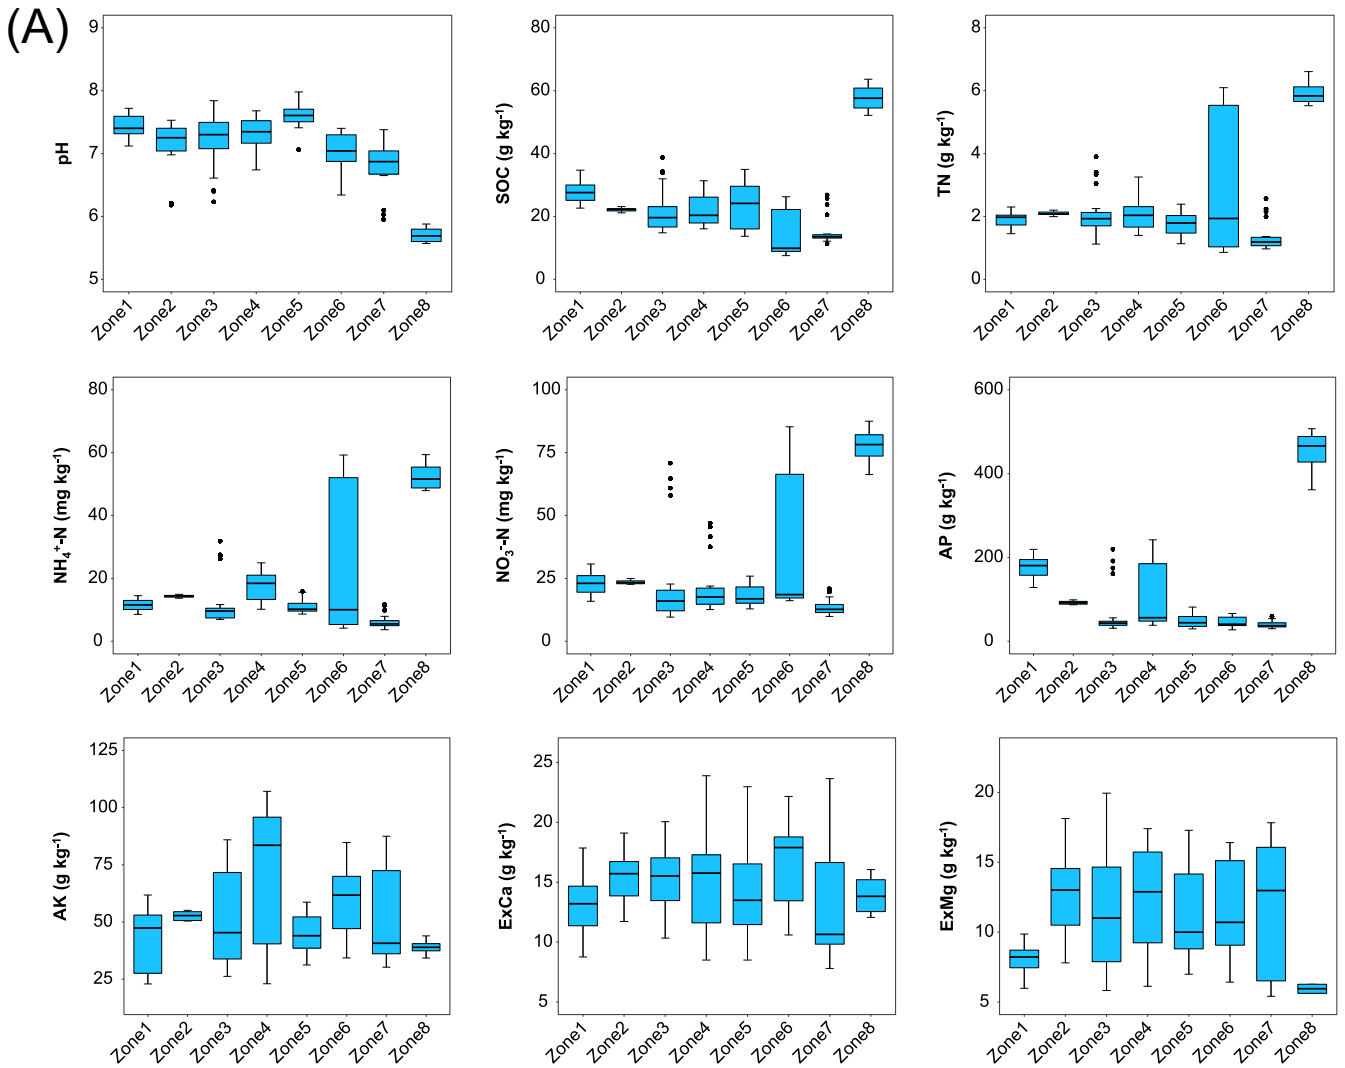 (A)
pH
9
8
7
6
5
Zone1 Zone2 Zone3 Zone4 Zone5 Zone6 Zone7 Zone8
SOC (g kg⁻¹)
80
60
40
20
0
Zone1 Zone2 Zone3 Zone4 Zone5 Zone6 Zone7 Zone8
TN (g kg⁻¹)
8
6
4
2
0
Zone1 Zone2 Zone3 Zone4 Zone5 Zone6 Zone7 Zone8
NH₄⁺-N (mg kg⁻¹)
80
60
40
20
0
Zone1 Zone2 Zone3 Zone4 Zone5 Zone6 Zone7 Zone8
NO₃⁻-N (mg kg⁻¹)
100
75
50
25
0
Zone1 Zone2 Zone3 Zone4 Zone5 Zone6 Zone7 Zone8
AP (g kg⁻¹)
600
400
200
0
Zone1 Zone2 Zone3 Zone4 Zone5 Zone6 Zone7 Zone8
AK (g kg⁻¹)
125
100
75
50
25
Zone1 Zone2 Zone3 Zone4 Zone5 Zone6 Zone7 Zone8
ExCa (g kg⁻¹)
25
20
15
10
5
Zone1 Zone2 Zone3 Zone4 Zone5 Zone6 Zone7 Zone8
ExMg (g kg⁻¹)
20
15
10
5
Zone1 Zone2 Zone3 Zone4 Zone5 Zone6 Zone7 Zone8